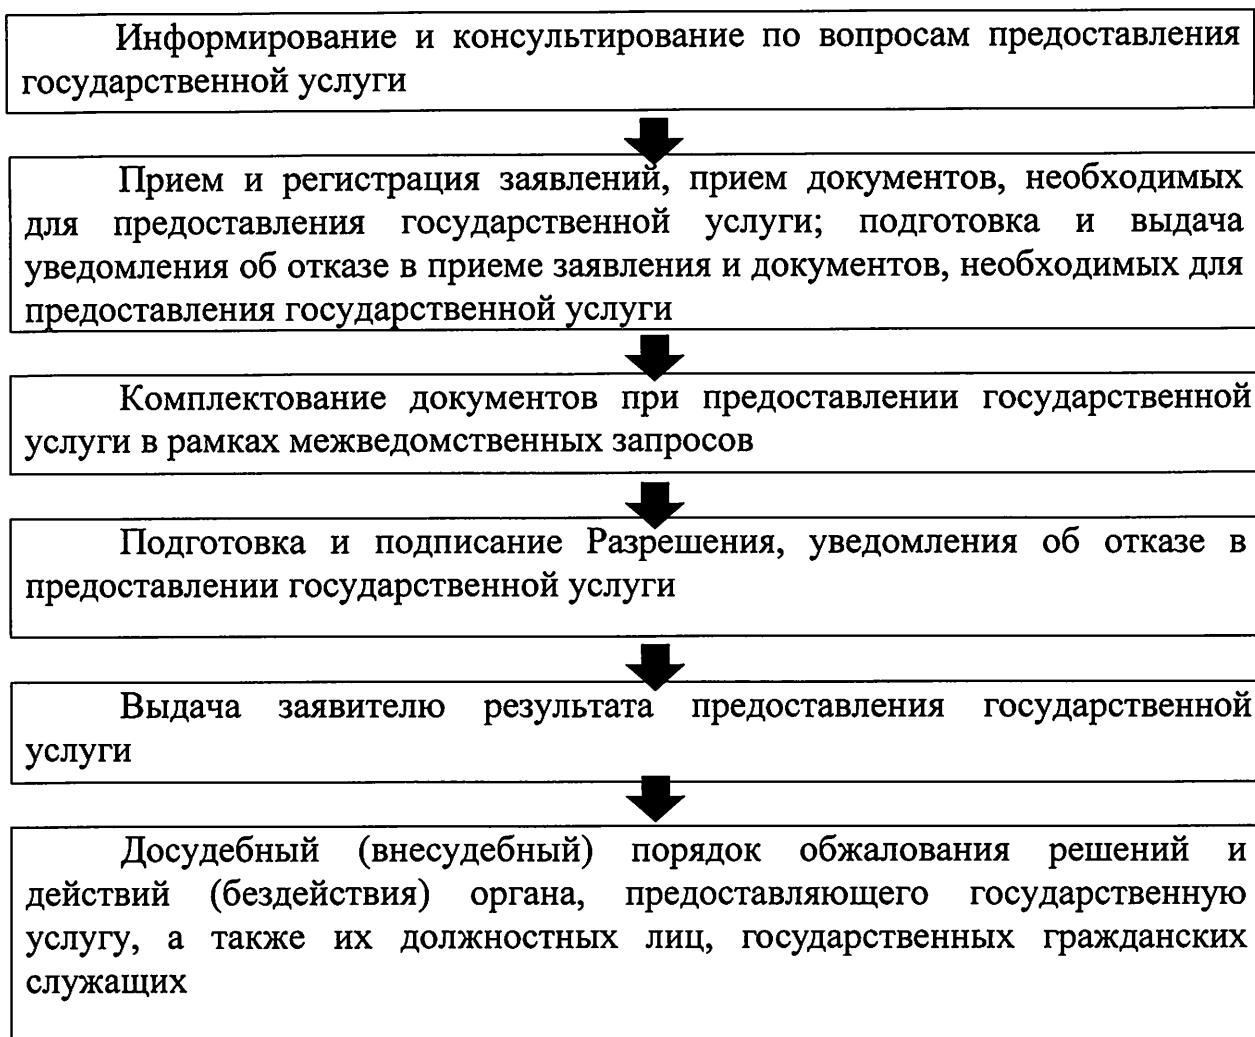 Информирование и консультирование по вопросам предоставления
государственной услуги
Прием и регистрация заявлений, прием документов, необходимых
для предоставления государственной услуги; подготовка и выдача
уведомления об отказе в приеме заявления и документов, необходимых для
предоставления государственной услуги
Комплектование документов при предоставлении государственной
услуги в рамках межведомственных запросов
Подготовка и подписание Разрешения, уведомления об отказе в
предоставлении государственной услуги
Выдача заявителю результата предоставления государственной
услуги
Досудебный (внесудебный) порядок обжалования решений и
действий (бездействия) органа, предоставляющего государственную
услугу, а также их должностных лиц, государственных гражданских
служащих